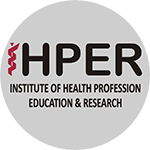 IHPER
INSTITUTE OF HEALTH PROFESSION
EDUCATION & RESEARCH